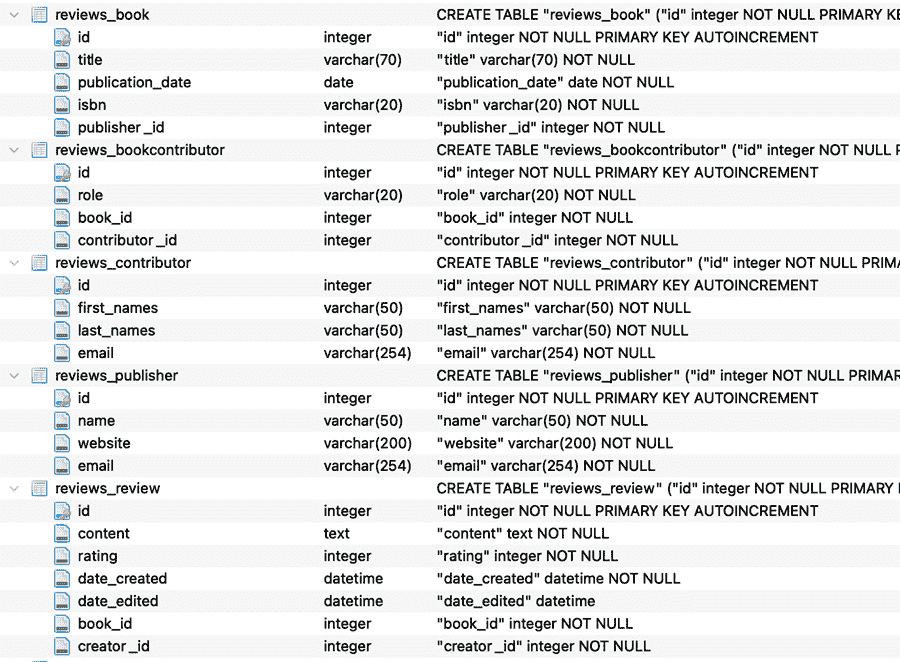 reviews_book CREATE TABLE "reviews_book" ("id" integer NOT NULL PRIMARY KE
id integer "id" integer NOT NULL PRIMARY KEY AUTOINCREMENT
title varchar(70) "title" varchar(70) NOT NULL
publication_date date "publication_date" date NOT NULL
isbn varchar(20) "isbn" varchar(20) NOT NULL
publisher_id integer "publisher_id" integer NOT NULL
reviews_bookcontributor CREATE TABLE "reviews_bookcontributor" ("id" integer NOT NULL P
id integer "id" integer NOT NULL PRIMARY KEY AUTOINCREMENT
role varchar(20) "role" varchar(20) NOT NULL
book_id integer "book_id" integer NOT NULL
contributor_id integer "contributor_id" integer NOT NULL
reviews_contributor CREATE TABLE "reviews_contributor" ("id" integer NOT NULL PRIMA
id integer "id" integer NOT NULL PRIMARY KEY AUTOINCREMENT
first_names varchar(50) "first_names" varchar(50) NOT NULL
last_names varchar(50) "last_names" varchar(50) NOT NULL
email varchar(254) "email" varchar(254) NOT NULL
reviews_publisher CREATE TABLE "reviews_publisher" ("id" integer NOT NULL PRIMAR
id integer "id" integer NOT NULL PRIMARY KEY AUTOINCREMENT
name varchar(50) "name" varchar(50) NOT NULL
website varchar(200) "website" varchar(200) NOT NULL
email varchar(254) "email" varchar(254) NOT NULL
reviews_review CREATE TABLE "reviews_review" ("id" integer NOT NULL PRIMARY
id integer "id" integer NOT NULL PRIMARY KEY AUTOINCREMENT
content text "content" text NOT NULL
rating integer "rating" integer NOT NULL
date_created datetime "date_created" datetime NOT NULL
date_edited datetime "date_edited" datetime
book_id integer "book_id" integer NOT NULL
creator_id integer "creator_id" integer NOT NULL